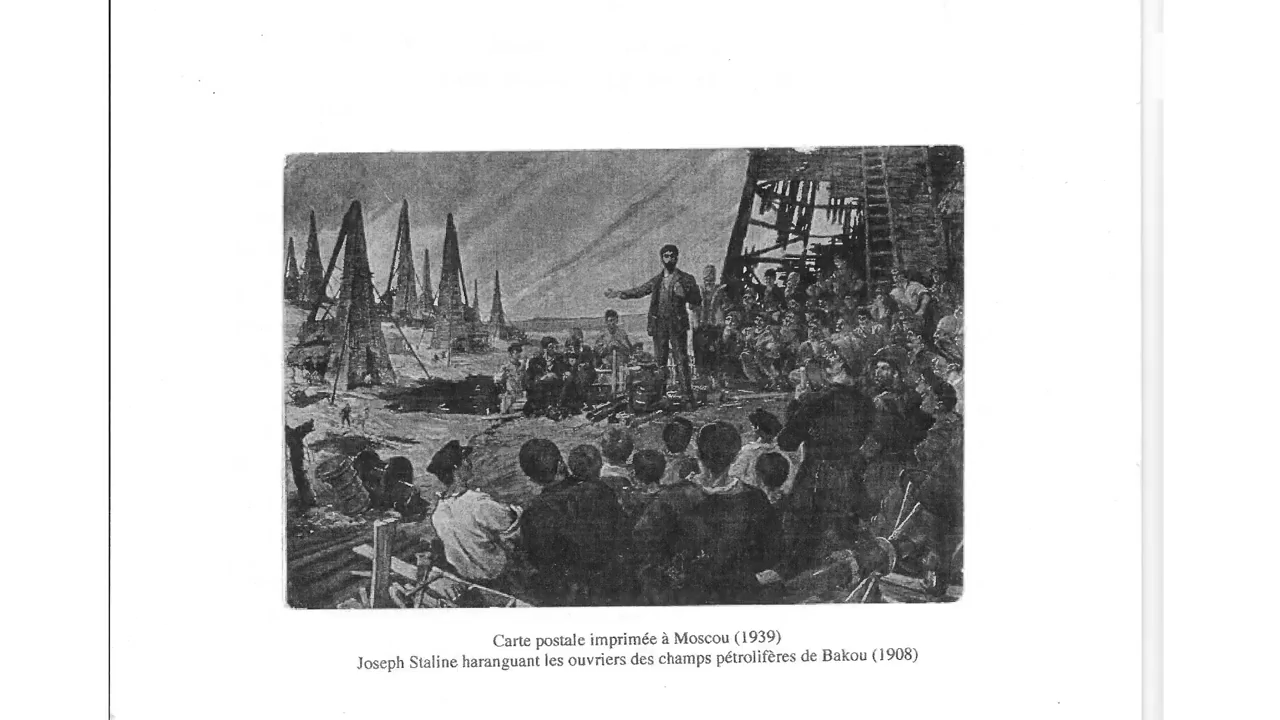 Carte postale imprimée à Moscou (1939)
Joseph Staline haranguant les ouvriers des champs pétrolifères de Bakou (1908)